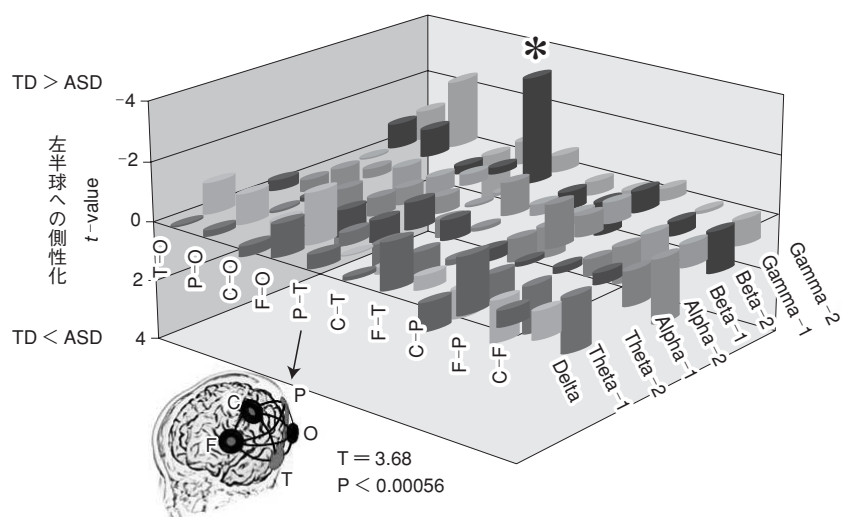 *
TD > ASD
−4
−2
0
2
4
TD < ASD
左半球への側性化
t−value
T−O
P−O
C−O
F−O
P−T
C−T
F−T
C−P
F−P
C−F
Delta
Theta−1
Theta−2
Alpha−1
Alpha−2
Beta−1
Beta−2
Gamma−1
Gamma−2
C
P
F
O
T
T = 3.68
P < 0.00056